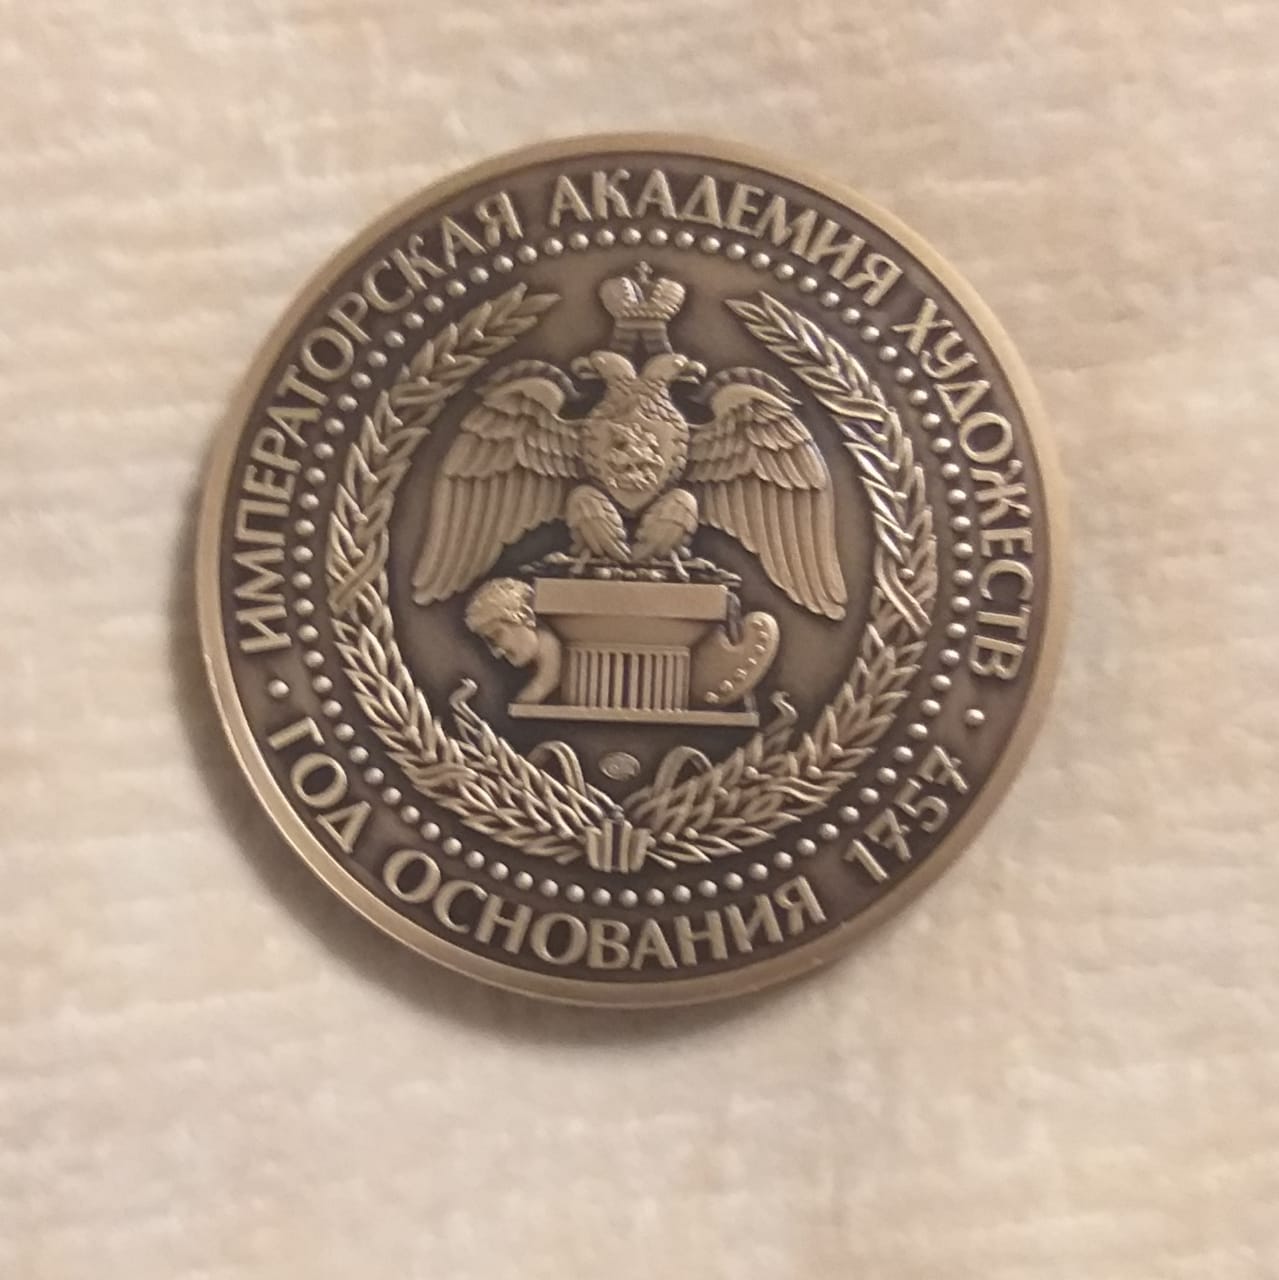 ИМПЕРАТОРСКАЯ АКАДЕМИЯ ХУДОЖЕСТВ
ГОД ОСНОВАНИЯ 1757